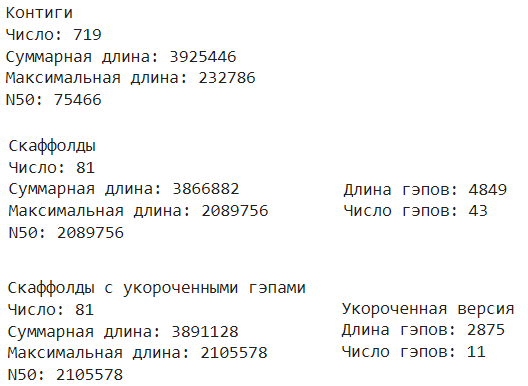 Контиги
Число: 719
Суммарная длина: 3925446
Максимальная длина: 232786
N50: 75466
Скаффолды
Число: 81
Суммарная длина: 3866882
Максимальная длина: 2089756
N50: 2089756
Длина гэпов: 4849
Число гэпов: 43
Скаффолды с укороченными гэпами
Число: 81
Суммарная длина: 3891128
Максимальная длина: 2105578
N50: 2105578
Укороченная версия
Длина гэпов: 2875
Число гэпов: 11